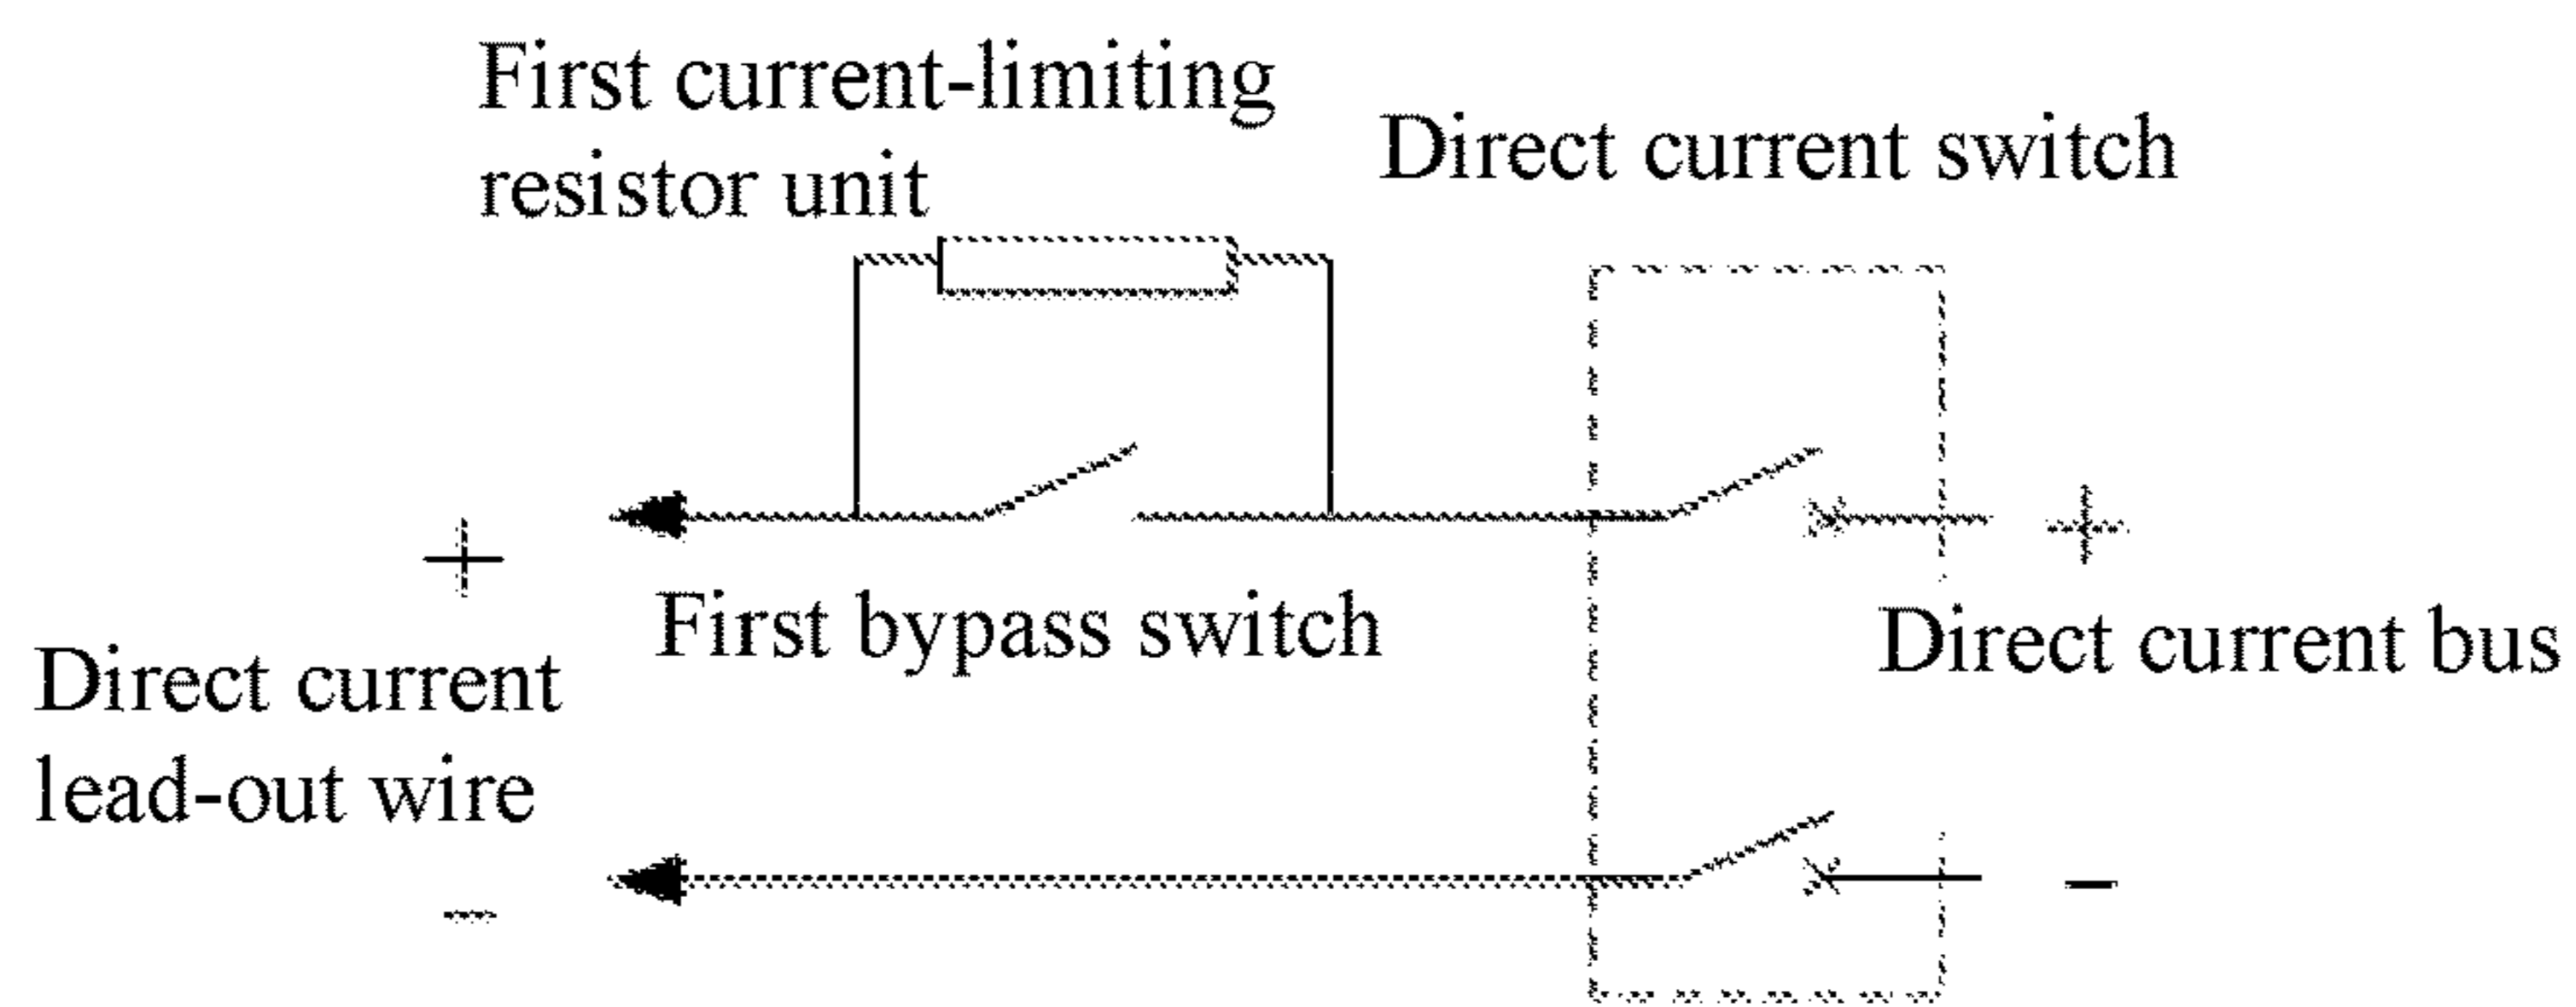 First current-limiting
resistor unit
Direct current switch
+
+
First bypass switch
Direct current bus
Direct current
lead-out wire
−
−